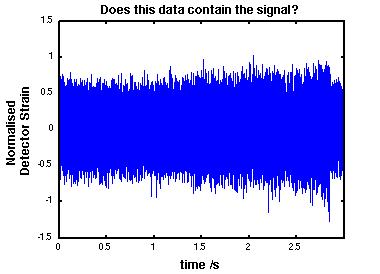 Does this data contain the signal?
1.5
1
0.5
0
-0.5
-1
-1.5
Normalised
Detector Strain
0 0.5 1 1.5 2 2.5
time /s